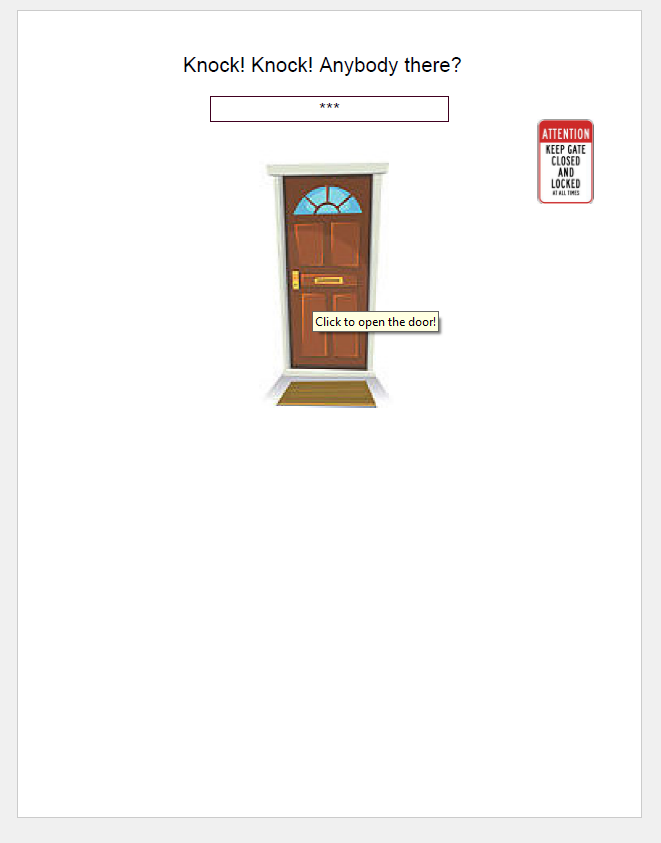 Knock! Knock! Anybody there?
***
ATTENTION
KEEP GATE
CLOSED
AND
LOCKED
AT ALL TIMES
Click to open the door!